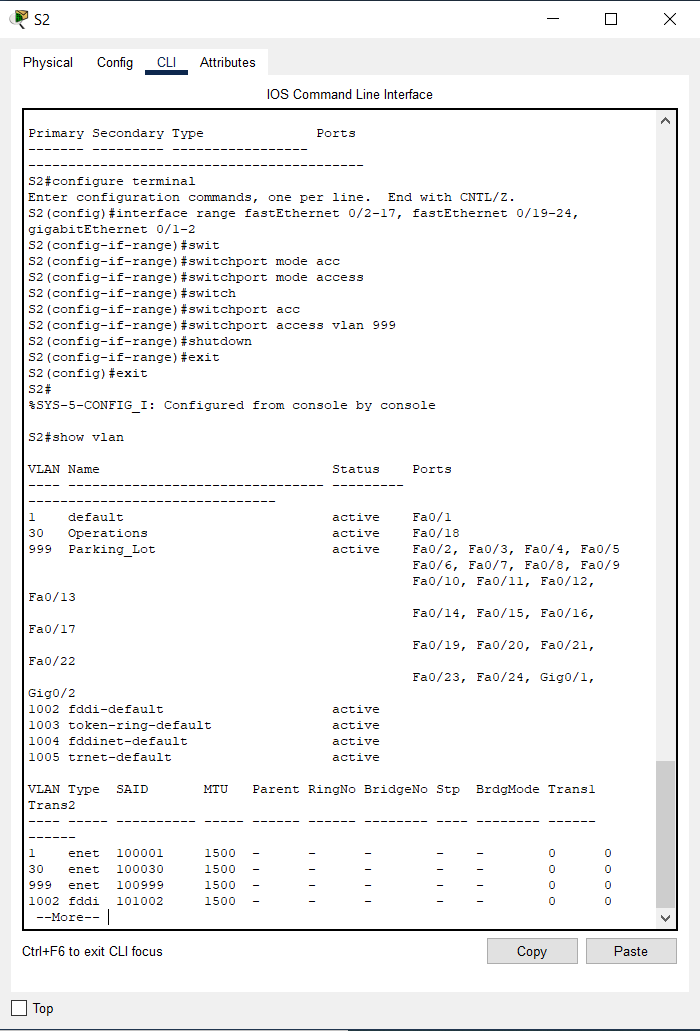 S2
Physical Config CLI Attributes
IOS Command Line Interface
Primary Secondary Type              Ports
------- --------- -----------------
------------------------------------------
S2#configure terminal
Enter configuration commands, one per line.  End with CNTL/Z.
S2(config)#interface range fastEthernet 0/2-17, fastEthernet 0/19-24,
gigabitEthernet 0/1-2
S2(config-if-range)#swit
S2(config-if-range)#switchport mode acc
S2(config-if-range)#switchport mode access
S2(config-if-range)#switch
S2(config-if-range)#switchport acc
S2(config-if-range)#switchport access vlan 999
S2(config-if-range)#shutdown
S2(config-if-range)#exit
S2(config)#exit
S2#
%SYS-5-CONFIG_I: Configured from console by console
S2#show vlan
VLAN Name                             Status    Ports
---- -------------------------------- ---------
-------------------------------
1    default                          active    Fa0/1
30   Operations                       active    Fa0/18
999  Parking_Lot                      active    Fa0/2, Fa0/3, Fa0/4, Fa0/5
                                                Fa0/6, Fa0/7, Fa0/8, Fa0/9
                                                Fa0/10, Fa0/11, Fa0/12,
Fa0/13
                                                Fa0/14, Fa0/15, Fa0/16,
Fa0/17
                                                Fa0/19, Fa0/20, Fa0/21,
Fa0/22
                                                Fa0/23, Fa0/24, Gig0/1,
Gig0/2
1002 fddi-default                     active
1003 token-ring-default               active
1004 fddinet-default                  active
1005 trnet-default                    active
VLAN Type  SAID       MTU   Parent RingNo BridgeNo Stp  BrdgMode Trans1
Trans2
---- ----- ---------- ----- ------ ------ -------- ---- -------- ------
------
1    enet  100001     1500  -      -      -        -    -        0      0
30   enet  100030     1500  -      -      -        -    -        0      0
999  enet  100999     1500  -      -      -        -    -        0      0
1002 fddi  101002     1500  -      -      -        -    -        0      0
 --More--
Ctrl+F6 to exit CLI focus
Copy Paste
Top